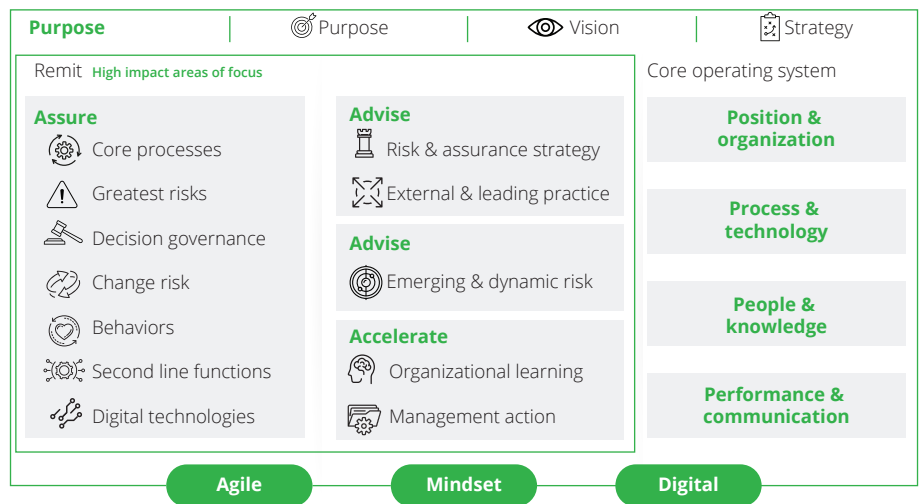 Purpose
Purpose
Vision
Strategy
Remit High impact areas of focus
Assure
Core processes
Greatest risks
Decision governance
Change risk
Behaviors
Second line functions
Digital technologies
Advise
Risk & assurance strategy
External & leading practice
Advise
Emerging & dynamic risk
Accelerate
Organizational learning
Management action
Core operating system
Position &
organization
Process &
technology
People &
knowledge
Performance &
communication
Agile
Mindset
Digital